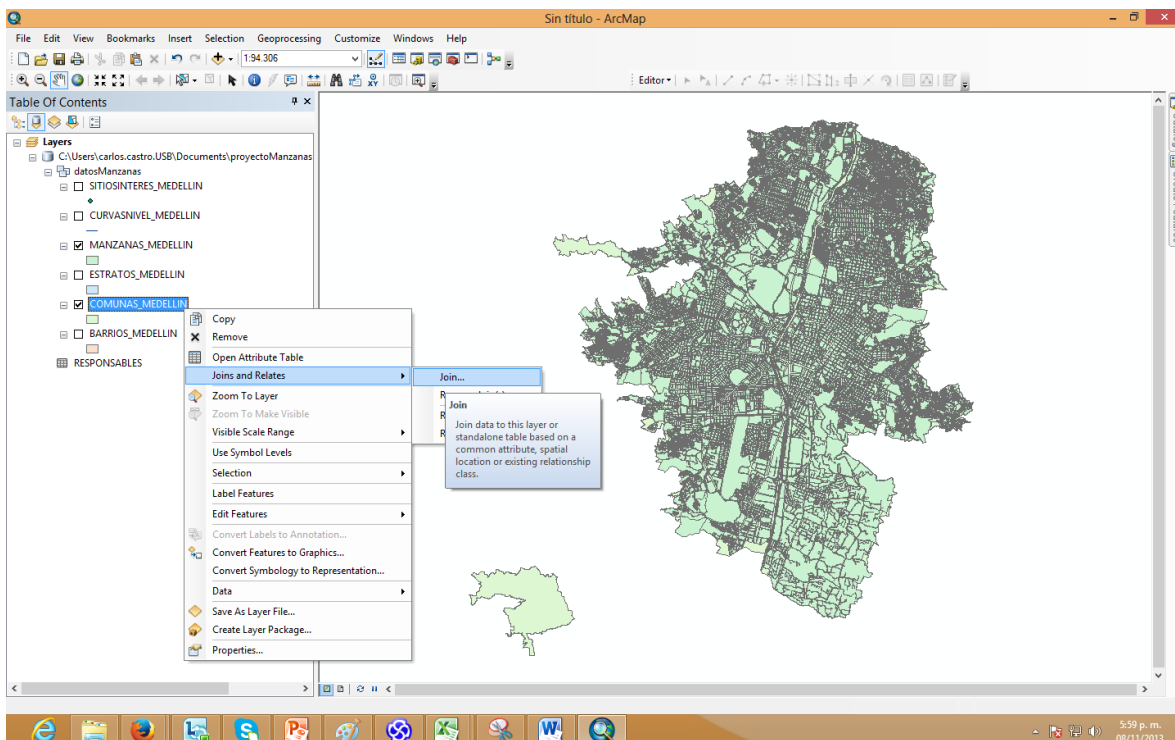 Sin título - ArcMap
File Edit View Bookmarks Insert Selection Geoprocessing Customize Windows Help
1:94.306
Editor
Table Of Contents
Layers
C:\Users\carlos.castro.USB\Documents\proyectoManzanas
datosManzanas
SITIOSINTERES_MEDELLIN
CURVASNIVEL_MEDELLIN
MANZANAS_MEDELLIN
ESTRATOS_MEDELLIN
COMUNAS_MEDELLIN
BARRIOS_MEDELLIN
RESPONSABLES
Copy
Remove
Open Attribute Table
Joins and Relates
Zoom To Layer
Zoom To Make Visible
Visible Scale Range
Use Symbol Levels
Selection
Label Features
Edit Features
Convert Labels to Annotation...
Convert Features to Graphics...
Convert Symbology to Representation...
Data
Save As Layer File...
Create Layer Package...
Properties...
Join...
Join
Join data to this layer or
standalone table based on a
common attribute, spatial
location or existing relationship
class.
5:59 p. m.
08/11/2013